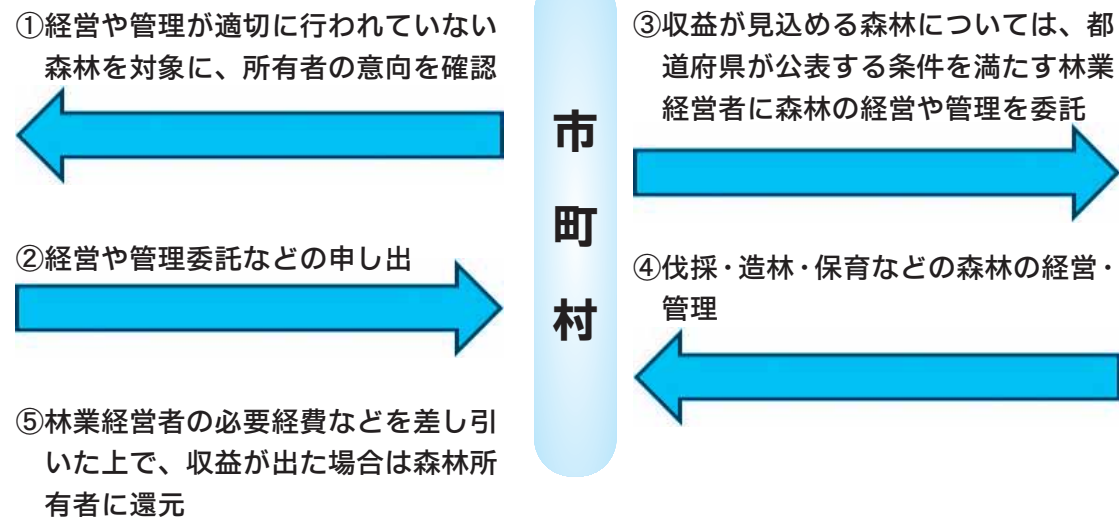 ①経営や管理が適切に行われていない
森林を対象に、所有者の意向を確認
②経営や管理委託などの申し出
⑤林業経営者の必要経費などを差し引
いた上で、収益が出た場合は森林所
有者に還元
市町村
③収益が見込める森林については、都
道府県が公表する条件を満たす林業
経営者に森林の経営や管理を委託
④伐採・造林・保育などの森林の経営・
管理